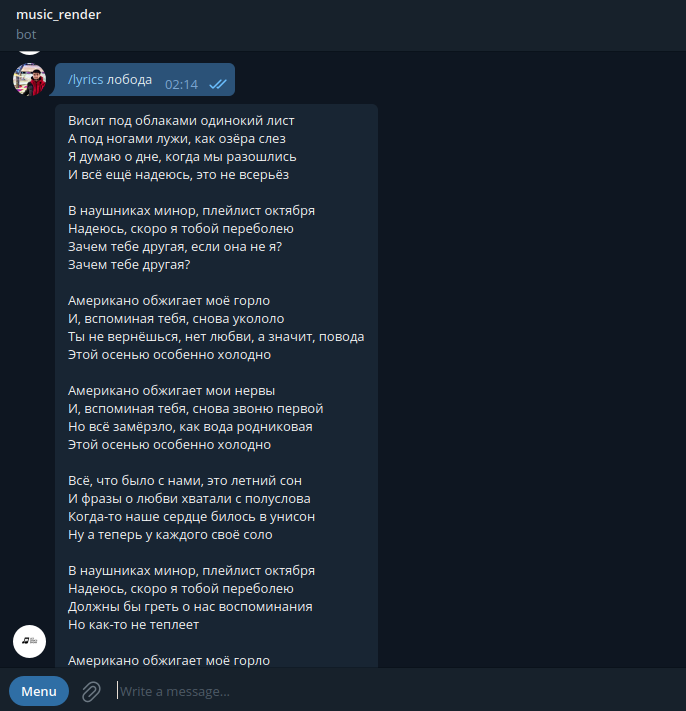 music_render
bot
/lyrics лобода
02:14
Висит под облаками одинокий лист
А под ногами лужи, как озёра слез
Я думаю о дне, когда мы разошлись
И всё ещё надеюсь, это не всерьёз
В наушниках минор, плейлист октября
Надеюсь, скоро я тобой переболею
Зачем тебе другая, если она не я?
Зачем тебе другая?
Американо обжигает моё горло
И, вспоминая тебя, снова укололо
Ты не вернёшься, нет любви, а значит, повода
Этой осенью особенно холодно
Американо обжигает мои нервы
И, вспоминая тебя, снова звоню первой
Но всё замёрзло, как вода родниковая
Этой осенью особенно холодно
Всё, что было с нами, это летний сон
И фразы о любви хватали с полуслова
Когда-то наше сердце билось в унисон
Ну а теперь у каждого своё соло
В наушниках минор, плейлист октября
Надеюсь, скоро я тобой переболею
Должны бы греть о нас воспоминания
Но как-то не теплеет
Американо обжигает моё горло
Menu
Write a message...